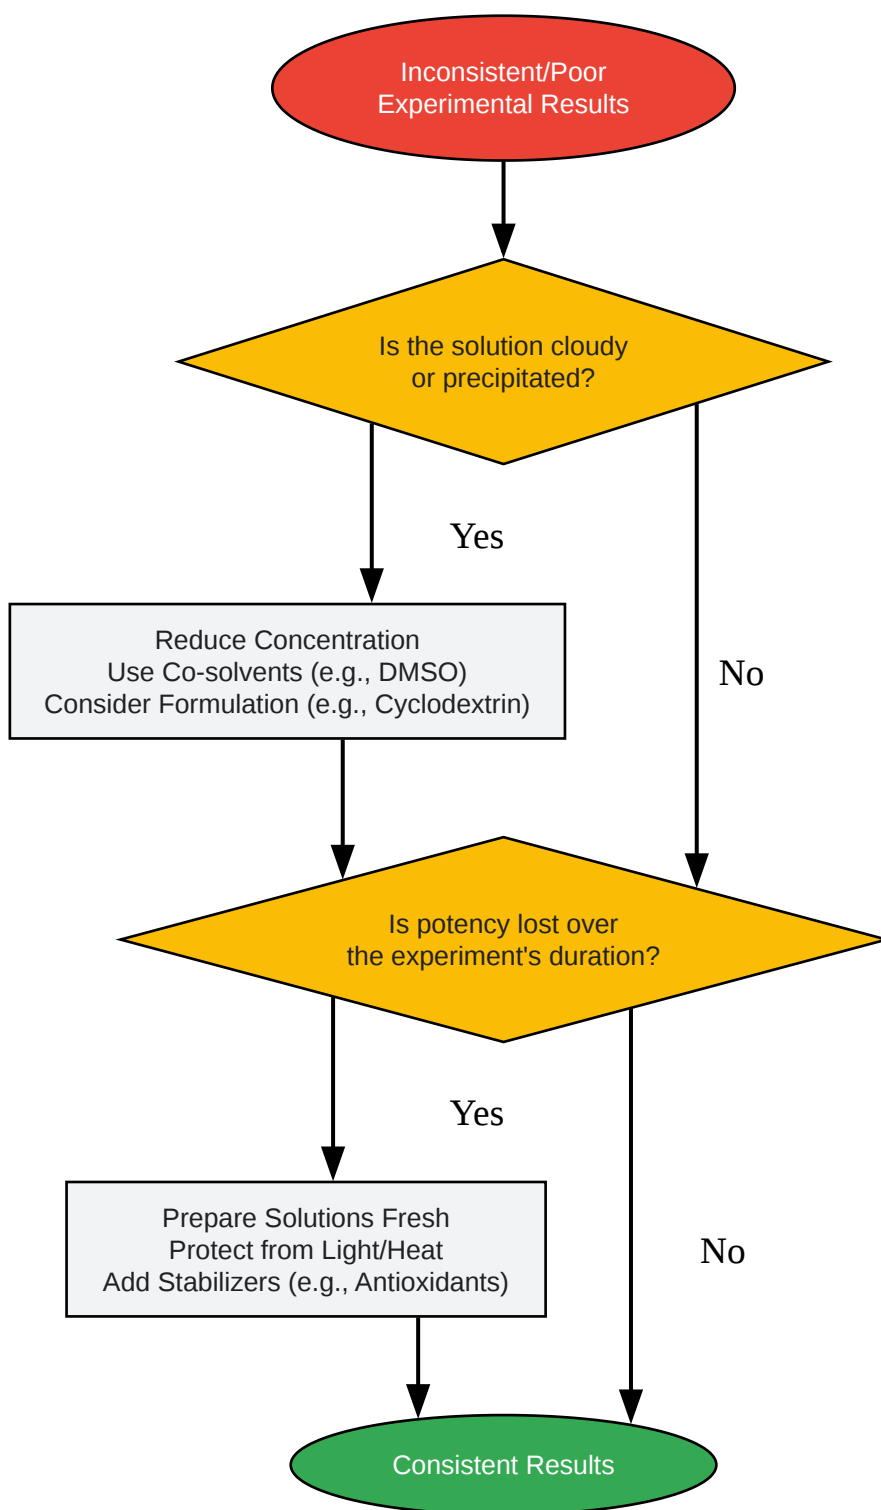 Inconsistent/Poor
Experimental Results
Is the solution cloudy
or precipitated?
Yes
Reduce Concentration
Use Co-solvents (e.g., DMSO)
Consider Formulation (e.g., Cyclodextrin)
No
Is potency lost over
the experiment's duration?
Yes
Prepare Solutions Fresh
Protect from Light/Heat
Add Stabilizers (e.g., Antioxidants)
No
Consistent Results